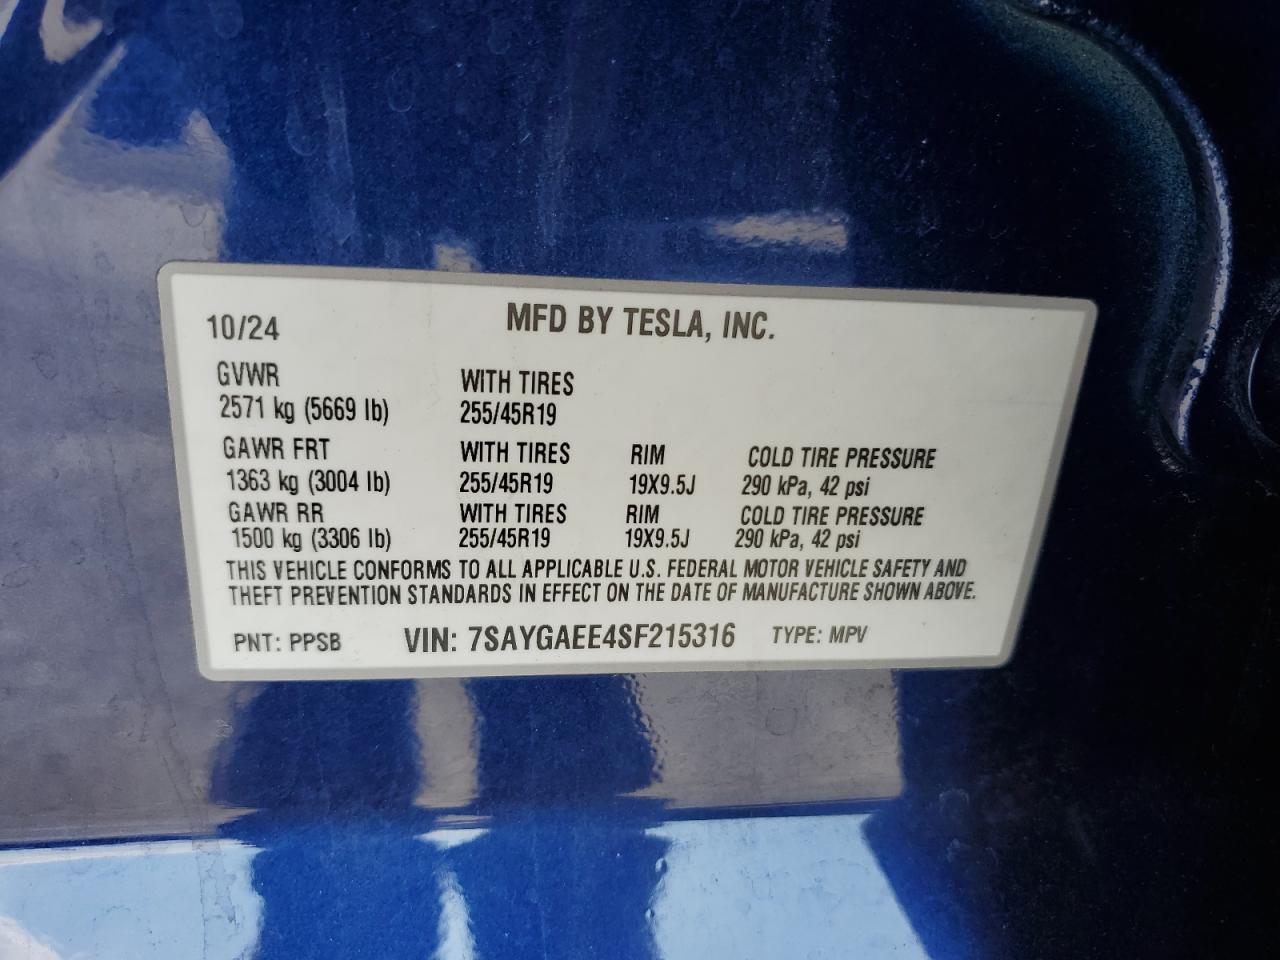 10/24 MFD BY TESLA, INC.
GVWR WITH TIRES
2571 kg (5669 lb) 255/45R19
GAWR FRT WITH TIRES RIM COLD TIRE PRESSURE
1363 kg (3004 lb) 255/45R19 19X9.5J 290 kPa, 42 psi
GAWR RR WITH TIRES RIM COLD TIRE PRESSURE
1500 kg (3306 lb) 255/45R19 19X9.5J 290 kPa, 42 psi
THIS VEHICLE CONFORMS TO ALL APPLICABLE U.S. FEDERAL MOTOR VEHICLE SAFETY AND
THEFT PREVENTION STANDARDS IN EFFECT ON THE DATE OF MANUFACTURE SHOWN ABOVE.
PNT: PPSB VIN: 7SAYGAEE4SF215316 TYPE: MPV